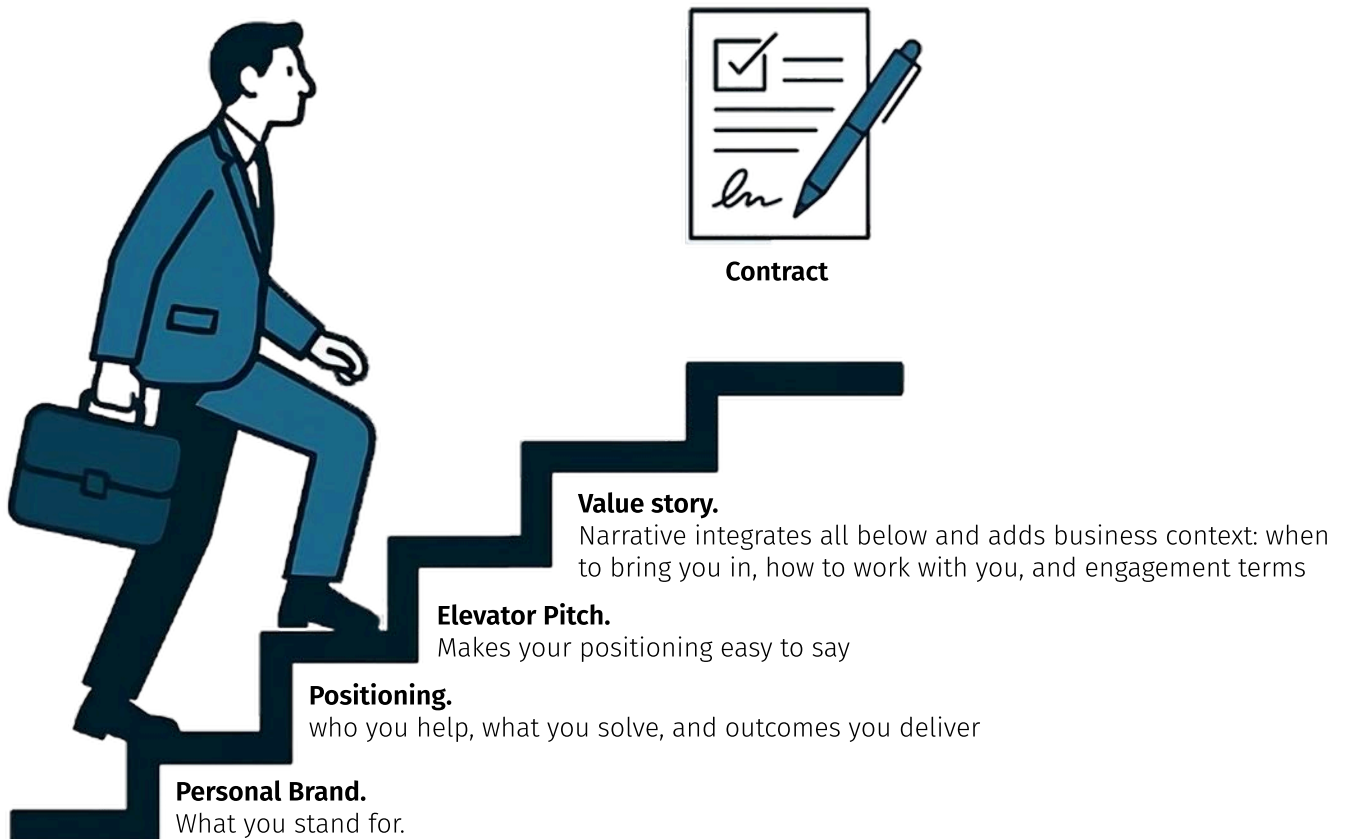 Contract
Value story.
Narrative integrates all below and adds business context: when
to bring you in, how to work with you, and engagement terms
Elevator Pitch.
Makes your positioning easy to say
Positioning.
who you help, what you solve, and outcomes you deliver
Personal Brand.
What you stand for.